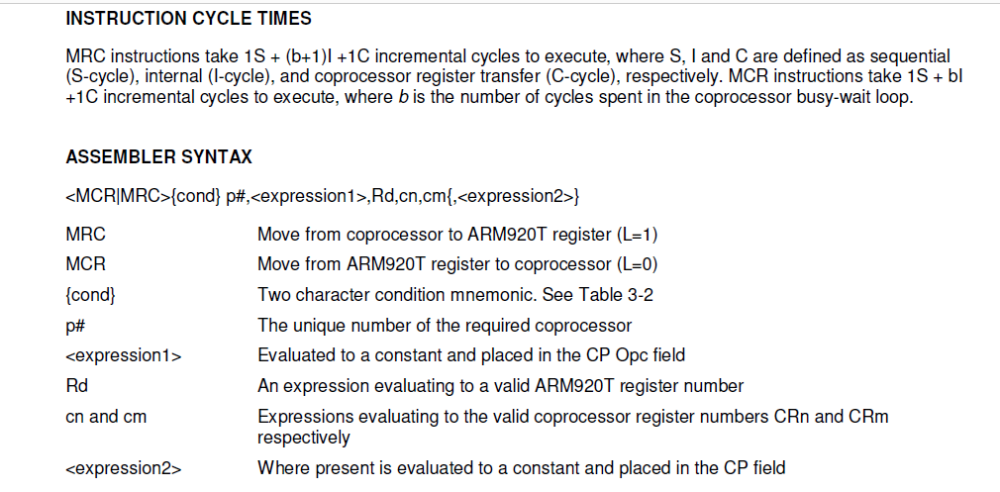 INSTRUCTION CYCLE TIMES
MRC instructions take 1S + (b+1)I +1C incremental cycles to execute, where S, I and C are defined as sequential
(S-cycle), internal (I-cycle), and coprocessor register transfer (C-cycle), respectively. MCR instructions take 1S + bI
+1C incremental cycles to execute, where b is the number of cycles spent in the coprocessor busy-wait loop.
ASSEMBLER SYNTAX
<MCR|MRC>{cond} p#,<expression1>,Rd,cn,cm{,<expression2>}
MRC Move from coprocessor to ARM920T register (L=1)
MCR Move from ARM920T register to coprocessor (L=0)
{cond} Two character condition mnemonic. See Table 3-2
p# The unique number of the required coprocessor
<expression1> Evaluated to a constant and placed in the CP Opc field
Rd An expression evaluating to a valid ARM920T register number
cn and cm Expressions evaluating to the valid coprocessor register numbers CRn and CRm
respectively
<expression2> Where present is evaluated to a constant and placed in the CP field